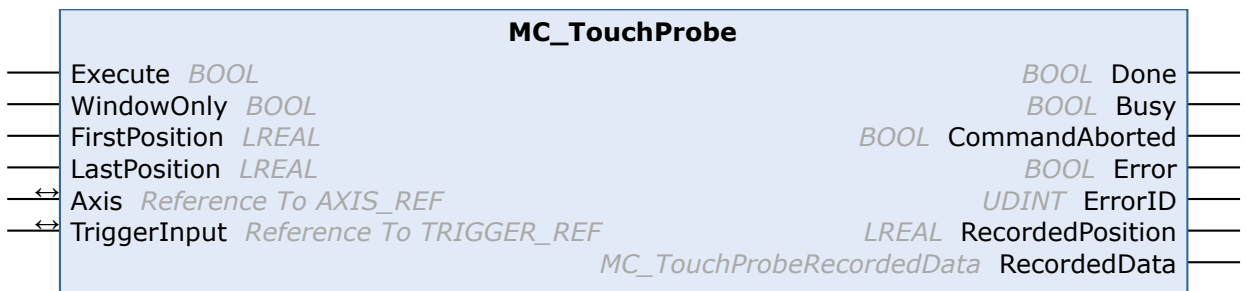 MC_TouchProbe
Execute BOOL BOOL Done
WindowOnly BOOL BOOL Busy
FirstPosition LREAL BOOL CommandAborted
LastPosition LREAL BOOL Error
↔ Axis Reference To AXIS_REF UDINT ErrorID
↔ TriggerInput Reference To TRIGGER_REF LREAL RecordedPosition
MC_TouchProbeRecordedData RecordedData